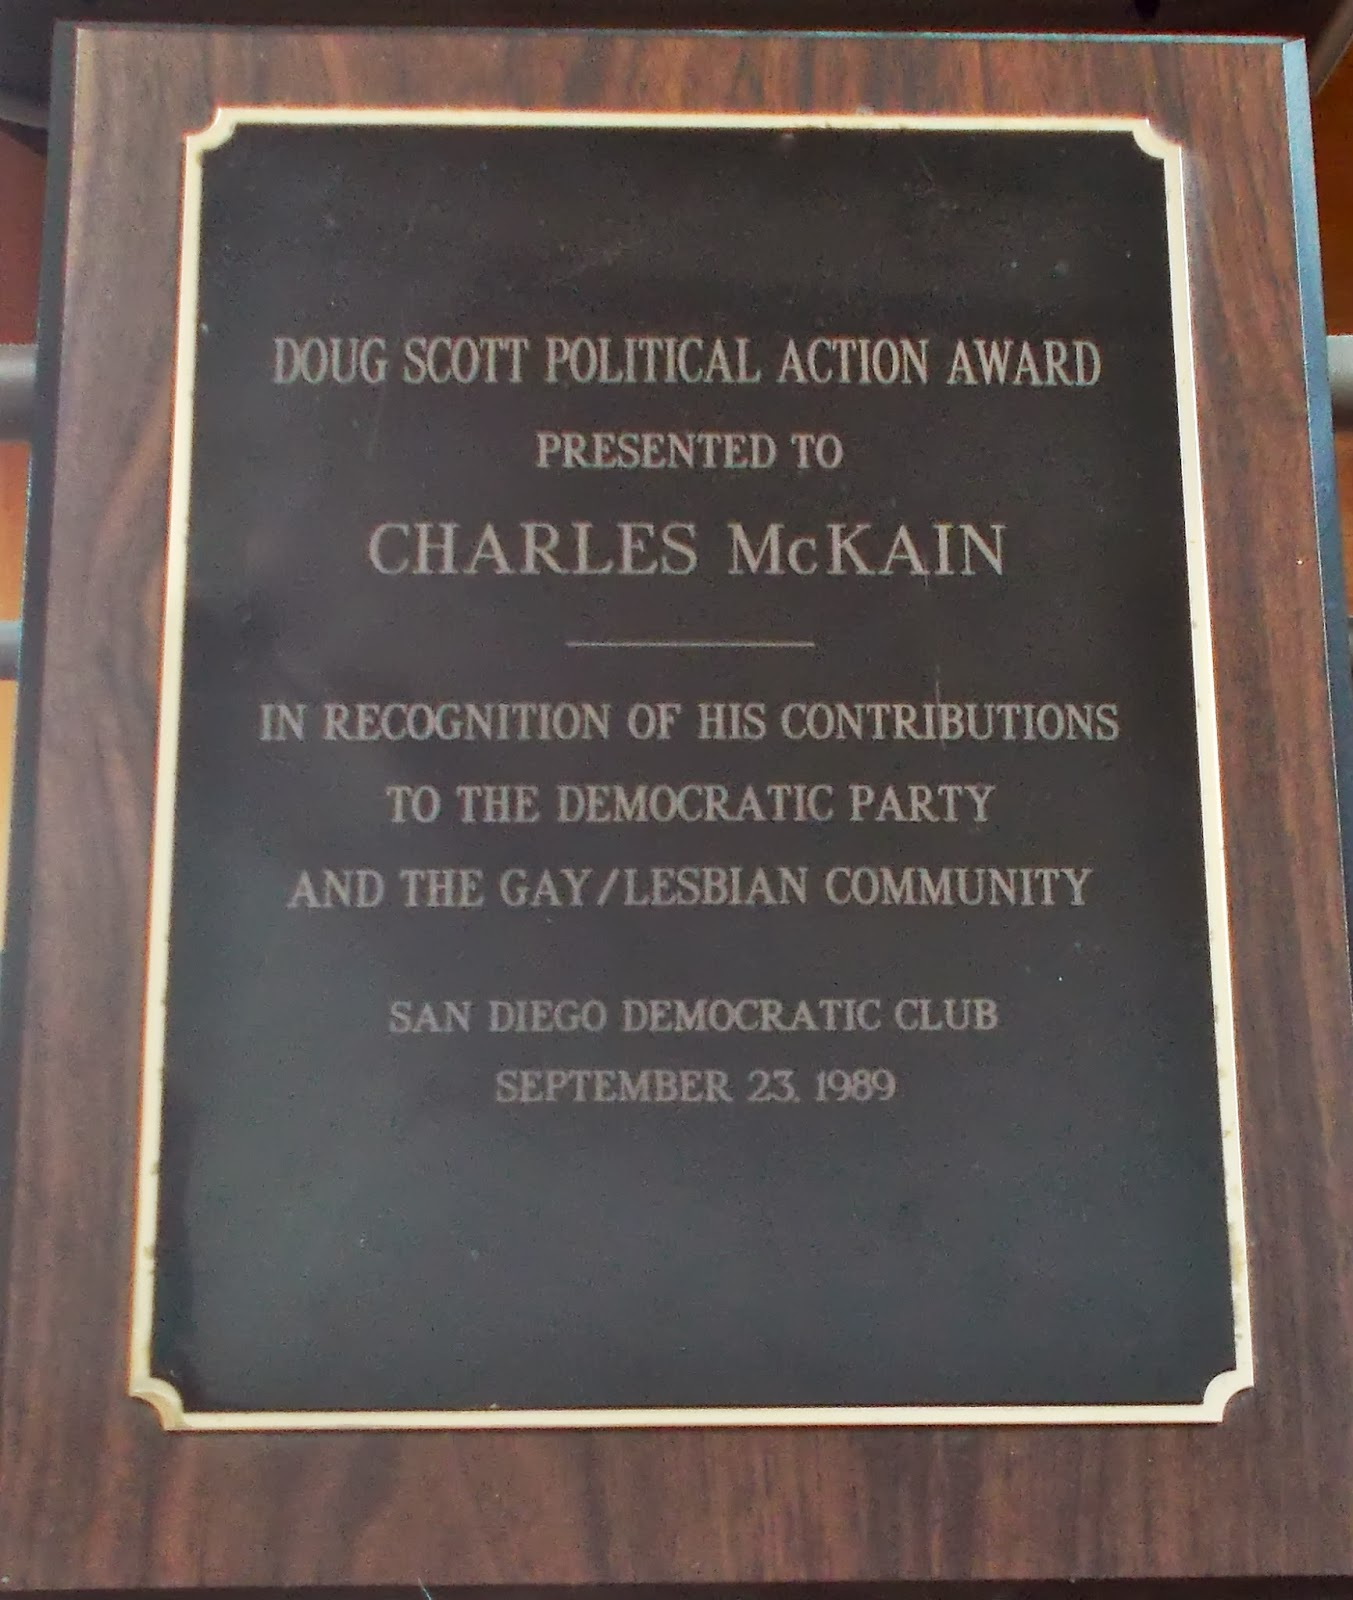 DOUG SCOTT POLITICAL ACTION AWARD
PRESENTED TO
CHARLES McKAIN
IN RECOGNITION OF HIS CONTRIBUTIONS
TO THE DEMOCRATIC PARTY
AND THE GAY/LESBIAN COMMUNITY
SAN DIEGO DEMOCRATIC CLUB
SEPTEMBER 23, 1989